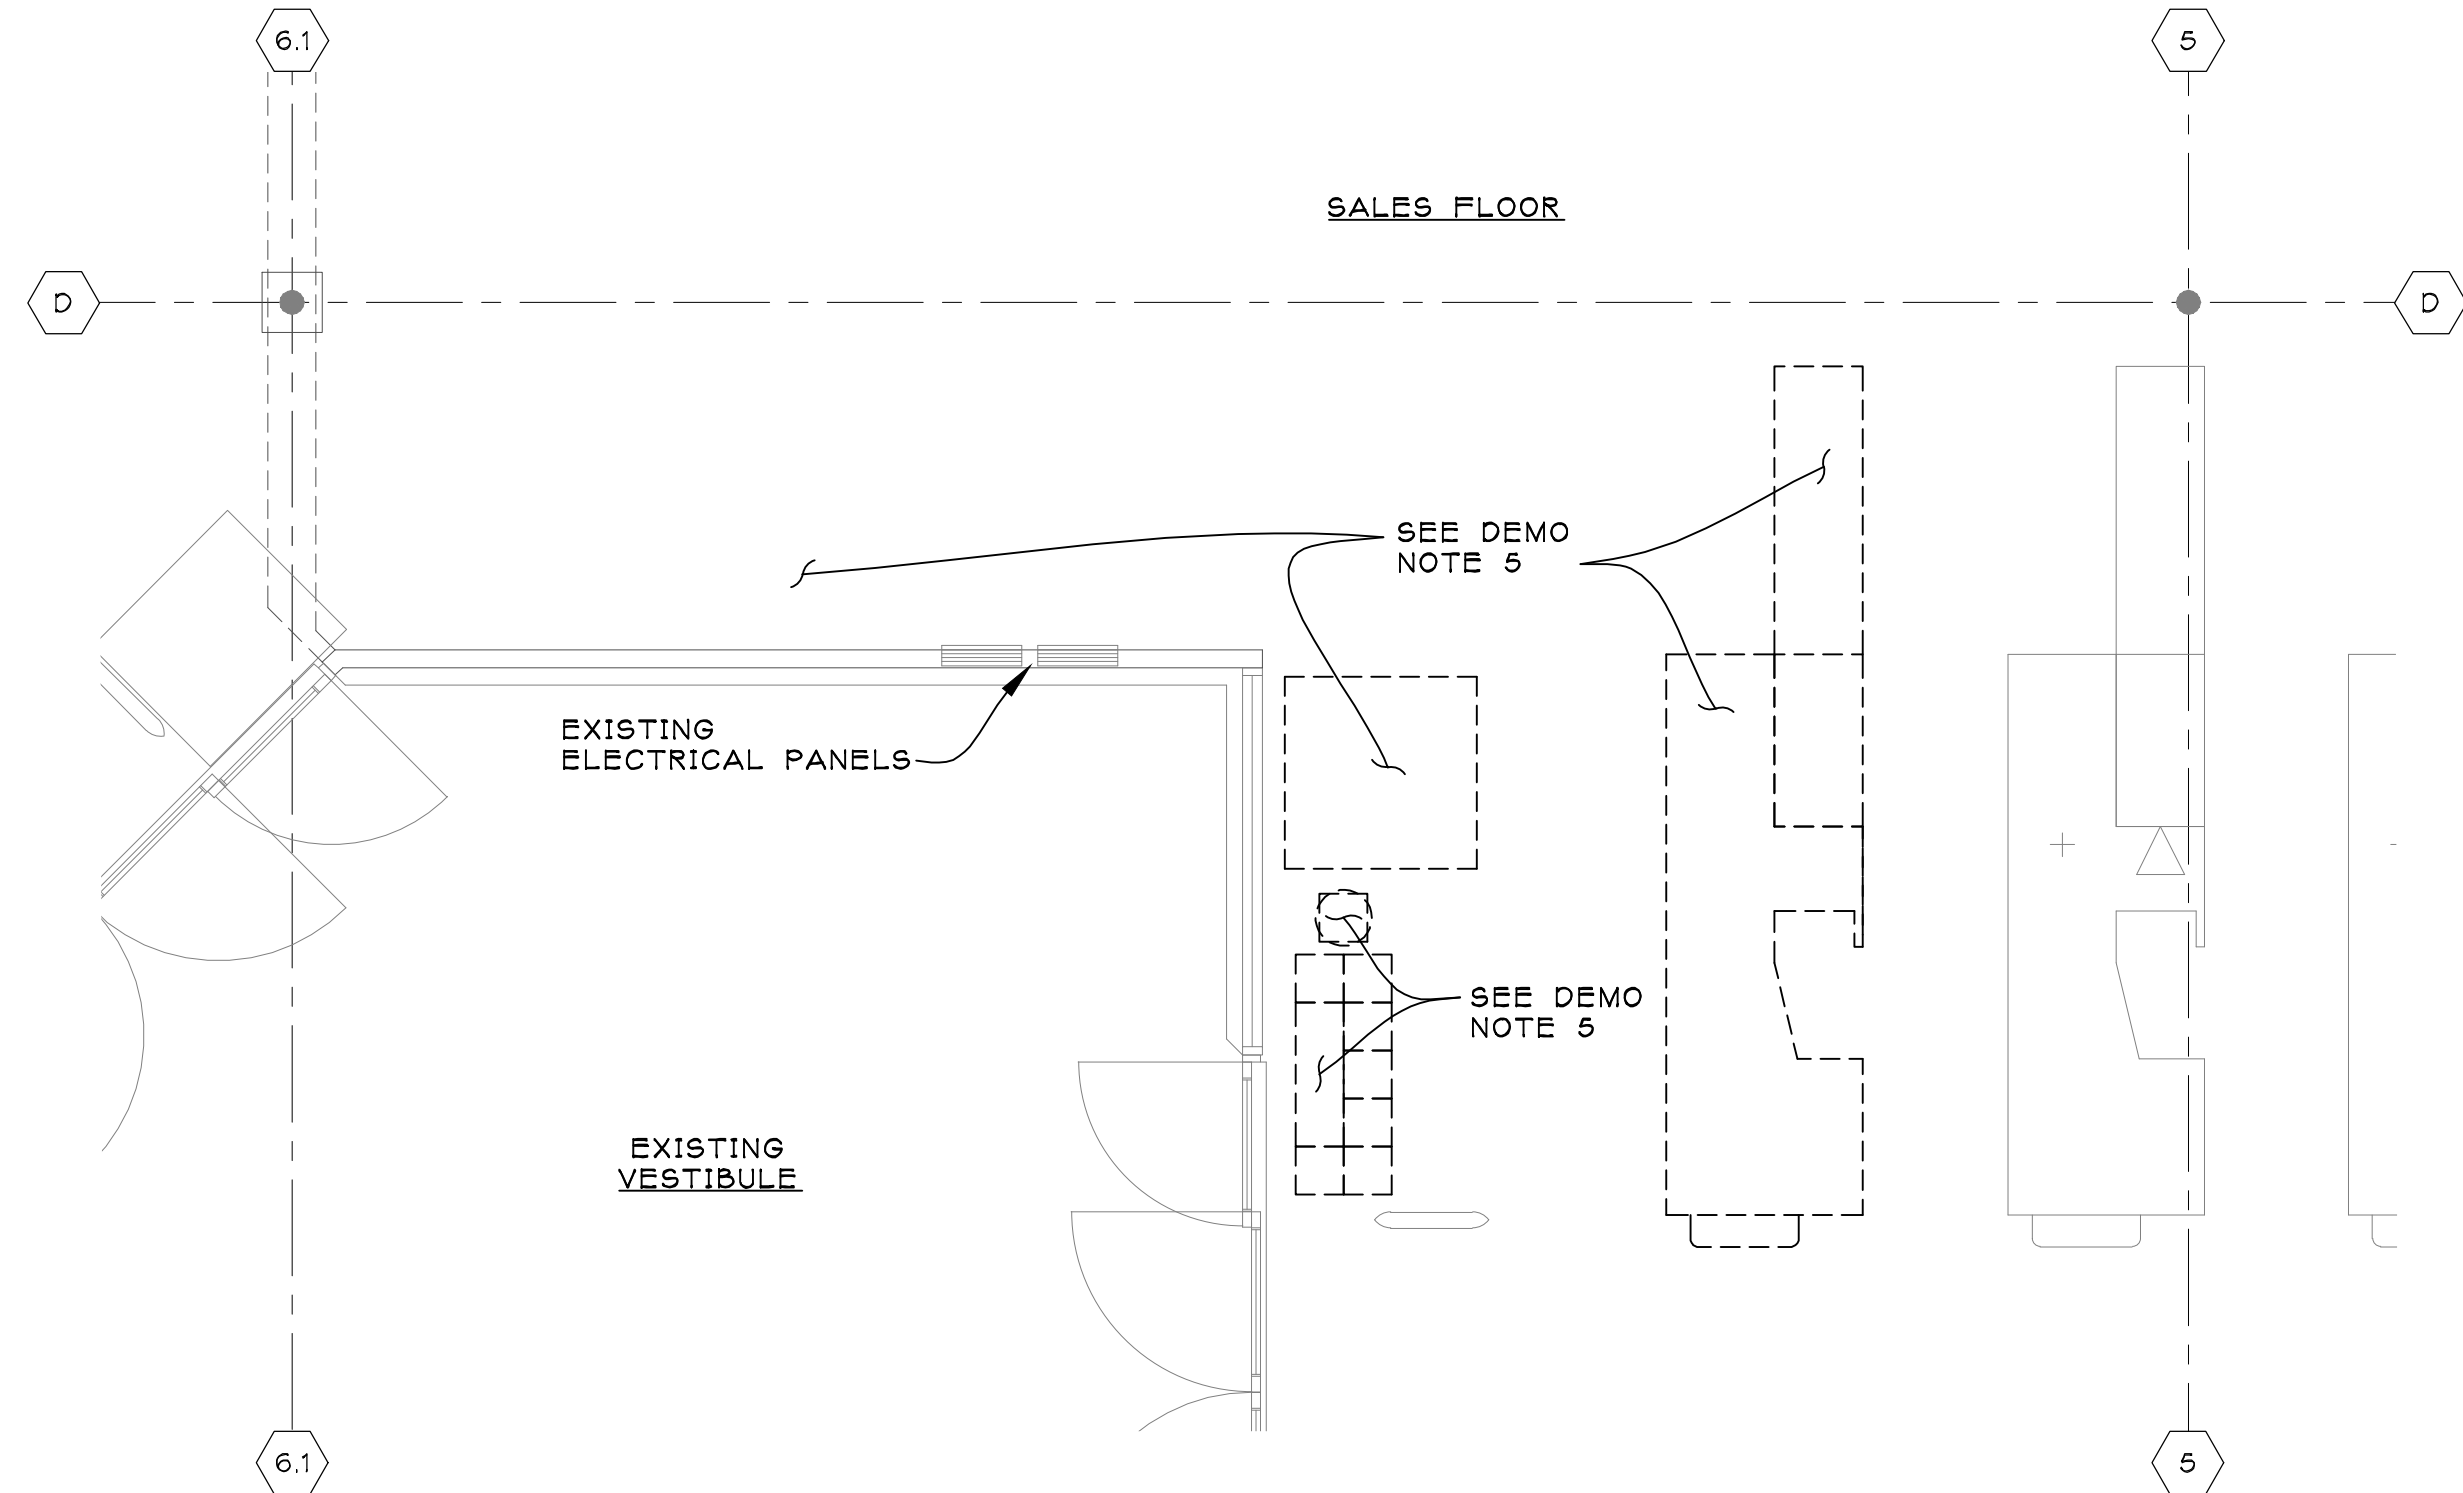 6.1
5
SALES FLOOR
D
D
SEE DEMO
NOTE 5
EXISTING
ELECTRICAL PANELS
SEE DEMO
NOTE 5
EXISTING
VESTIBULE
6.1
5